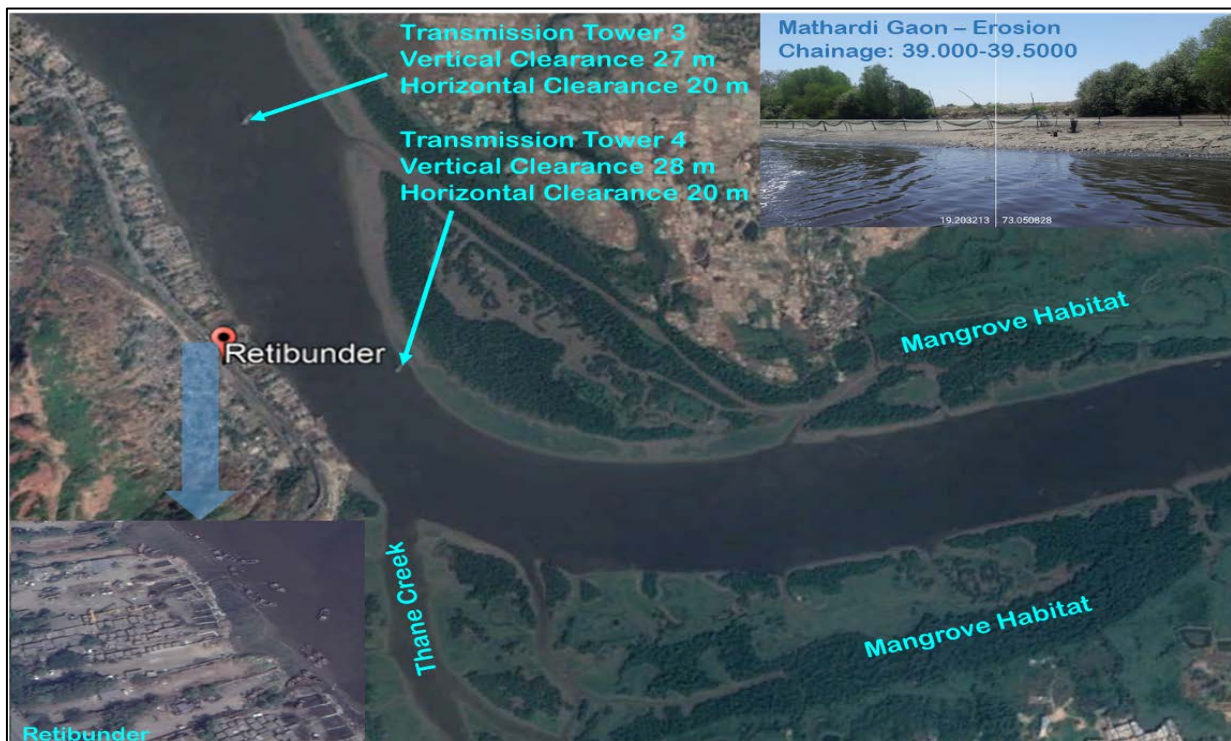 Transmission Tower 3
Vertical Clearance 27 m
Horizontal Clearance 20 m
Transmission Tower 4
Vertical Clearance 28 m
Horizontal Clearance 20 m
Mathardi Gaon – Erosion
Chainage: 39.000-39.5000
19.203213 73.050828
Mangrove Habitat
Retibunder
Thane Creek
Mangrove Habitat
Retibunder